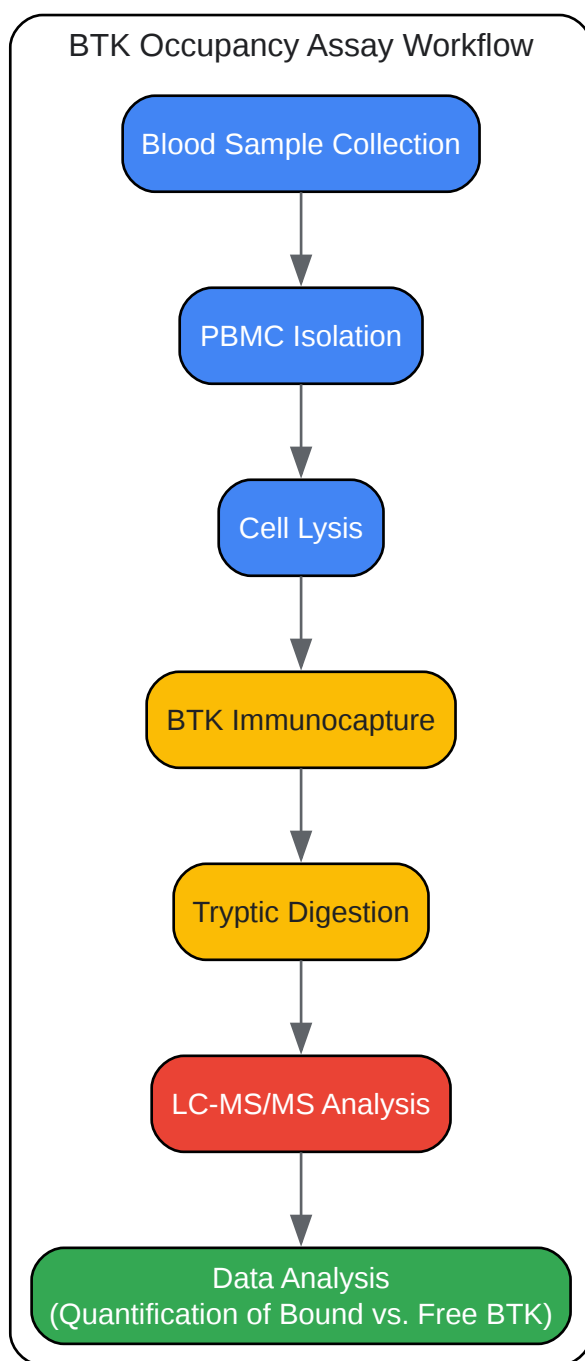 BTK Occupancy Assay Workflow
Blood Sample Collection
PBMC Isolation
Cell Lysis
BTK Immunocapture
Tryptic Digestion
LC-MS/MS Analysis
Data Analysis
(Quantification of Bound vs. Free BTK)